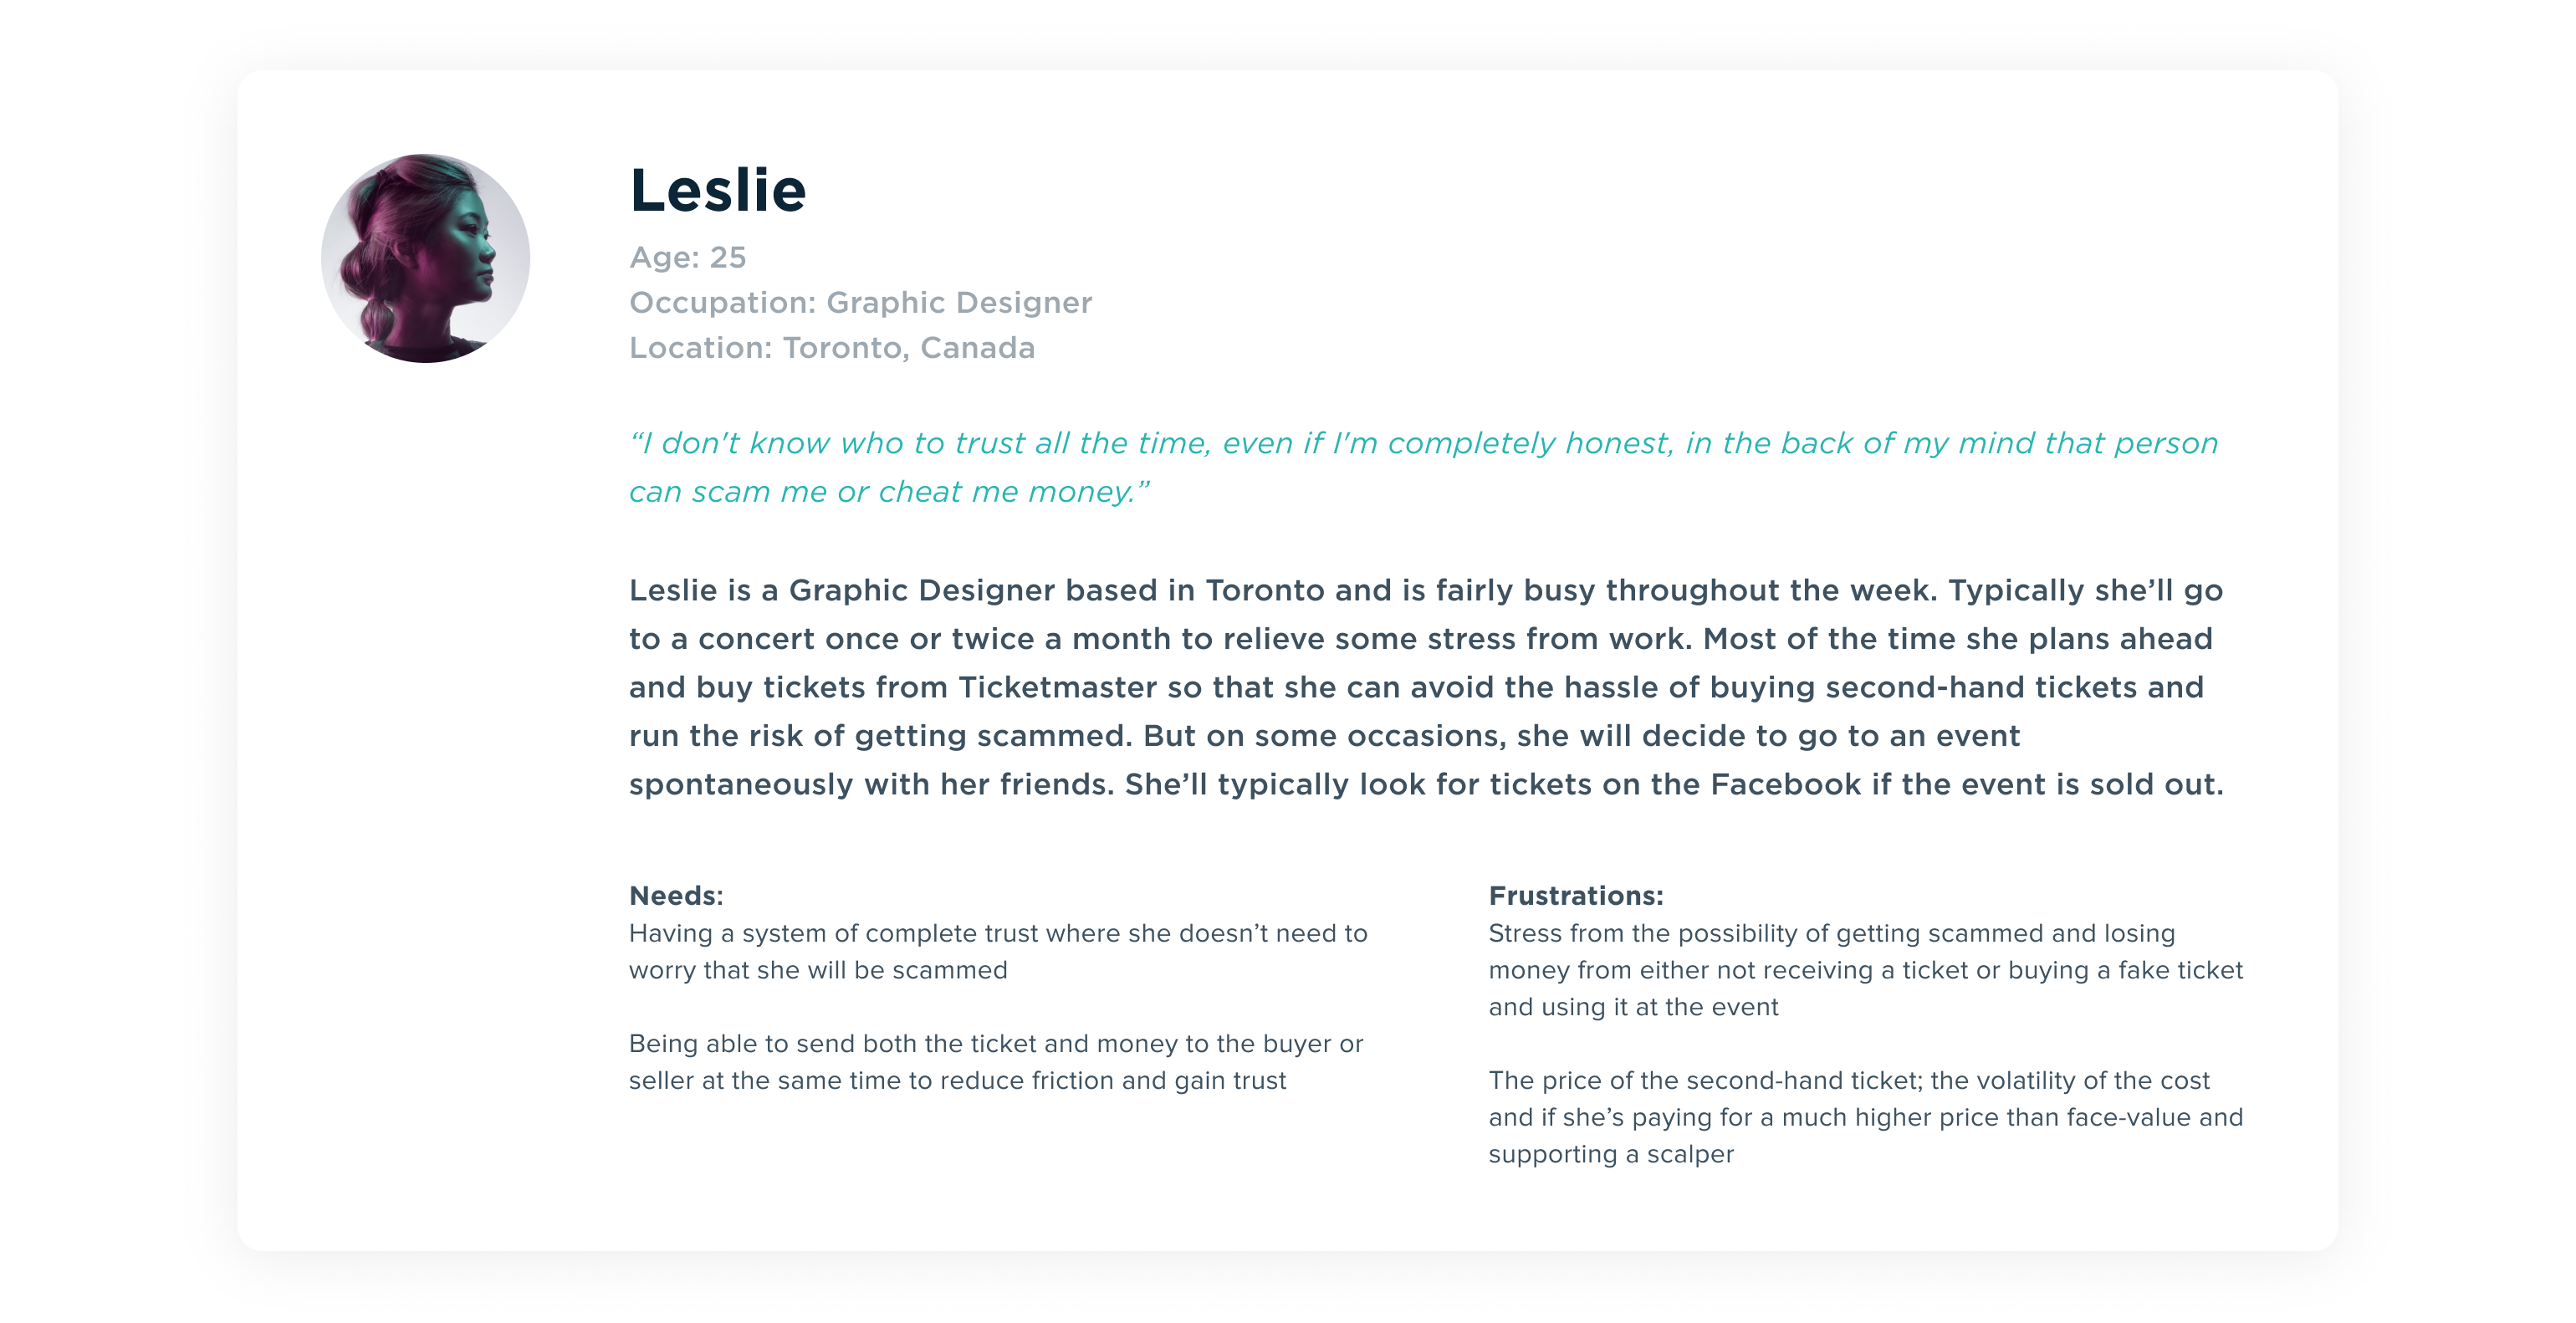 Leslie
Age: 25
Occupation: Graphic Designer
Location: Toronto, Canada
“I don't know who to trust all the time, even if I'm completely honest, in the back of my mind that person
can scam me or cheat me money.”
Leslie is a Graphic Designer based in Toronto and is fairly busy throughout the week. Typically she’ll go
to a concert once or twice a month to relieve some stress from work. Most of the time she plans ahead
and buy tickets from Ticketmaster so that she can avoid the hassle of buying second-hand tickets and
run the risk of getting scammed. But on some occasions, she will decide to go to an event
spontaneously with her friends. She’ll typically look for tickets on the Facebook if the event is sold out.
Needs:
Having a system of complete trust where she doesn’t need to
worry that she will be scammed
Being able to send both the ticket and money to the buyer or
seller at the same time to reduce friction and gain trust
Frustrations:
Stress from the possibility of getting scammed and losing
money from either not receiving a ticket or buying a fake ticket
and using it at the event
The price of the second-hand ticket; the volatility of the cost
and if she’s paying for a much higher price than face-value and
supporting a scalper